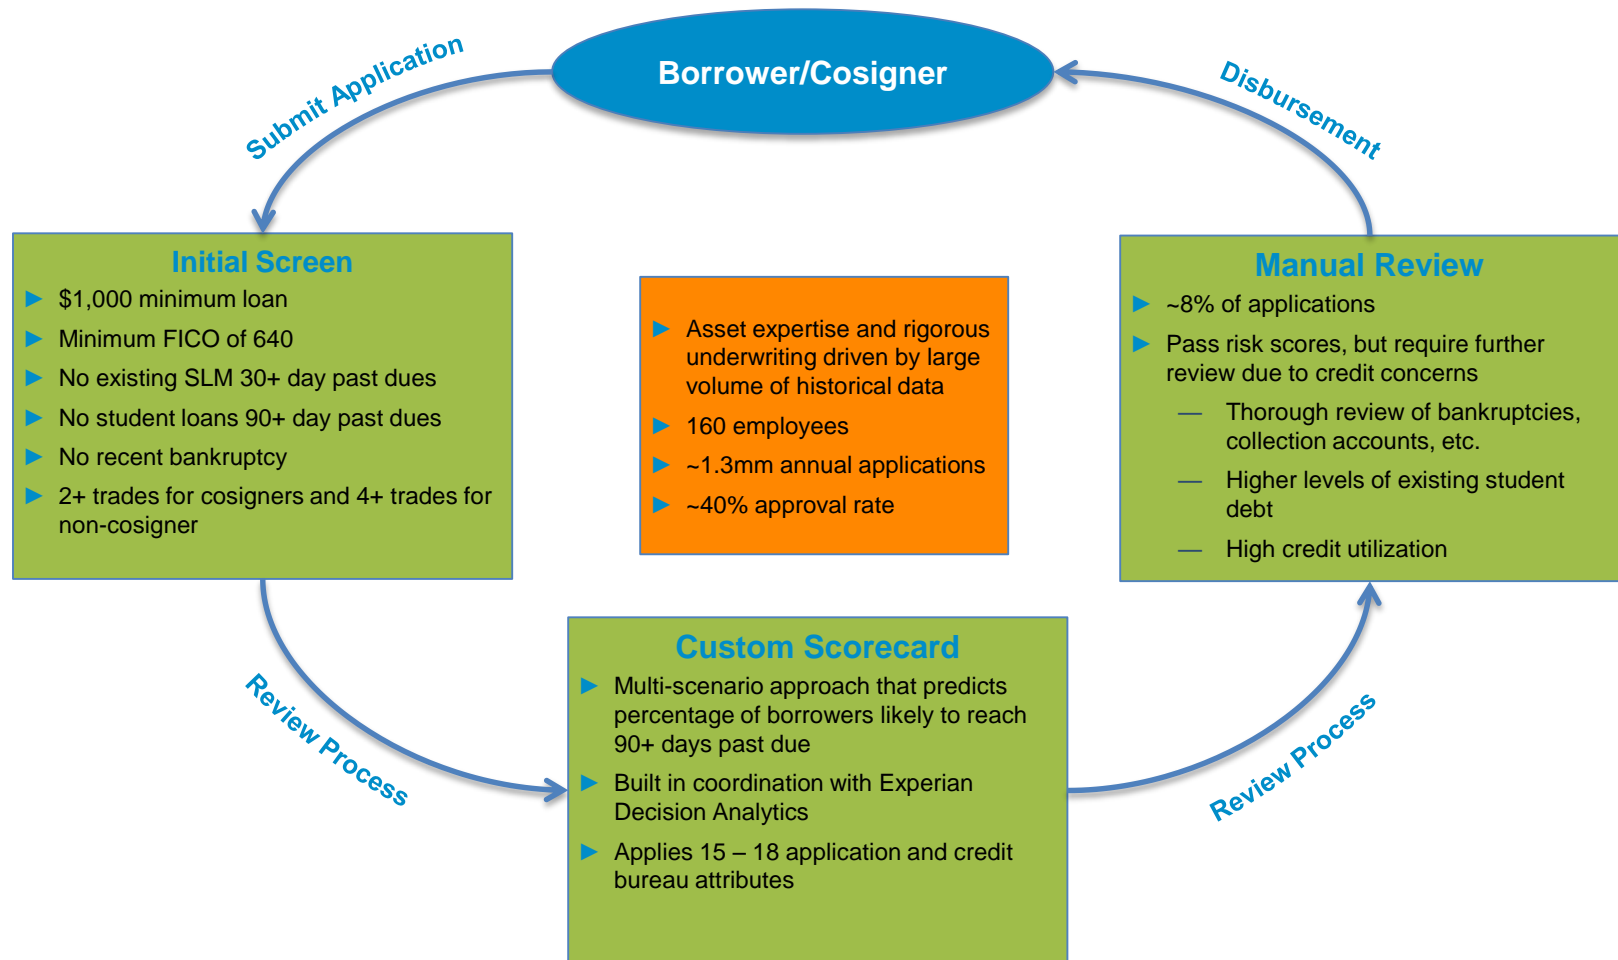 Borrower/Cosigner
Submit Application
Disbursement
Initial Screen
► $1,000 minimum loan
► Minimum FICO of 640
► No existing SLM 30+ day past dues
► No student loans 90+ day past dues
► No recent bankruptcy
► 2+ trades for cosigners and 4+ trades for
non-cosigner
► Asset expertise and rigorous
underwriting driven by large
volume of historical data
► 160 employees
► ~1.3mm annual applications
► ~40% approval rate
Manual Review
► ~8% of applications
► Pass risk scores, but require further
review due to credit concerns
— Thorough review of bankruptcies,
collection accounts, etc.
— Higher levels of existing student
debt
— High credit utilization
Review Process
Custom Scorecard
► Multi-scenario approach that predicts
percentage of borrowers likely to reach
90+ days past due
► Built in coordination with Experian
Decision Analytics
► Applies 15 – 18 application and credit
bureau attributes
Review Process